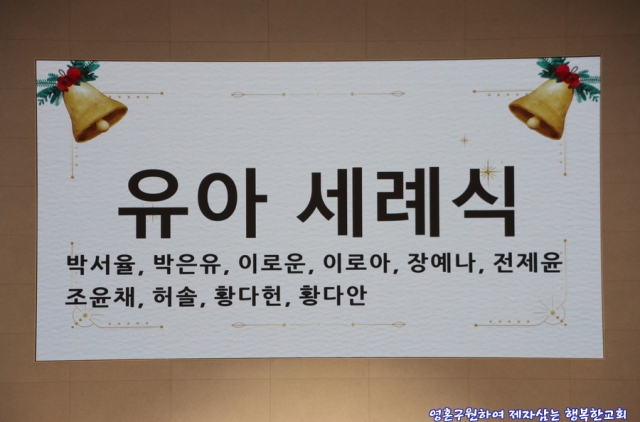 유아 세례식
박서율, 박은유, 이로운, 이로아, 장예나, 전제윤
조윤채, 허솔, 황다헌, 황다안
영혼구원하여 제자삼는 행복한교회